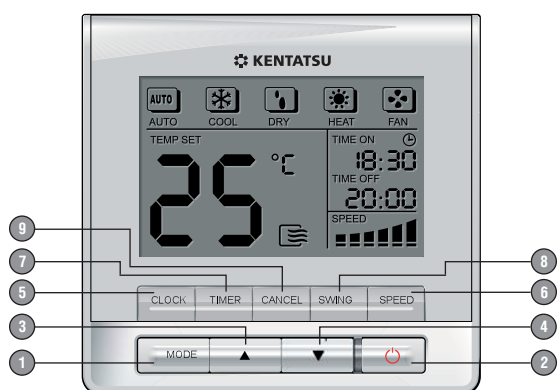 KENTATSU
AUTO
AUTO COOL DRY HEAT FAN
TEMP SET TIME ON
25 °C 18:30
TIME OFF
20:00
SPEED
9
7 8
5 CLOCK TIMER CANCEL SWING SPEED 6
3 4
1 MODE 2